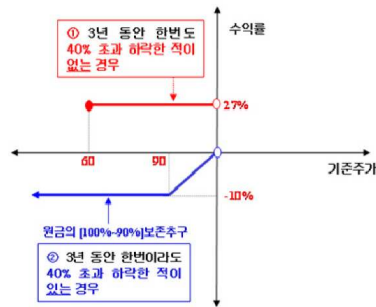 수익률
① 3년 동안 한번도
40% 초과 하락한 적이
없는 경우
27%
60
90
기준주가
-10%
원금의 [100%~90%]보존추구
② 3년 동안 한번이라도
40% 초과 하락한 적이
있는 경우